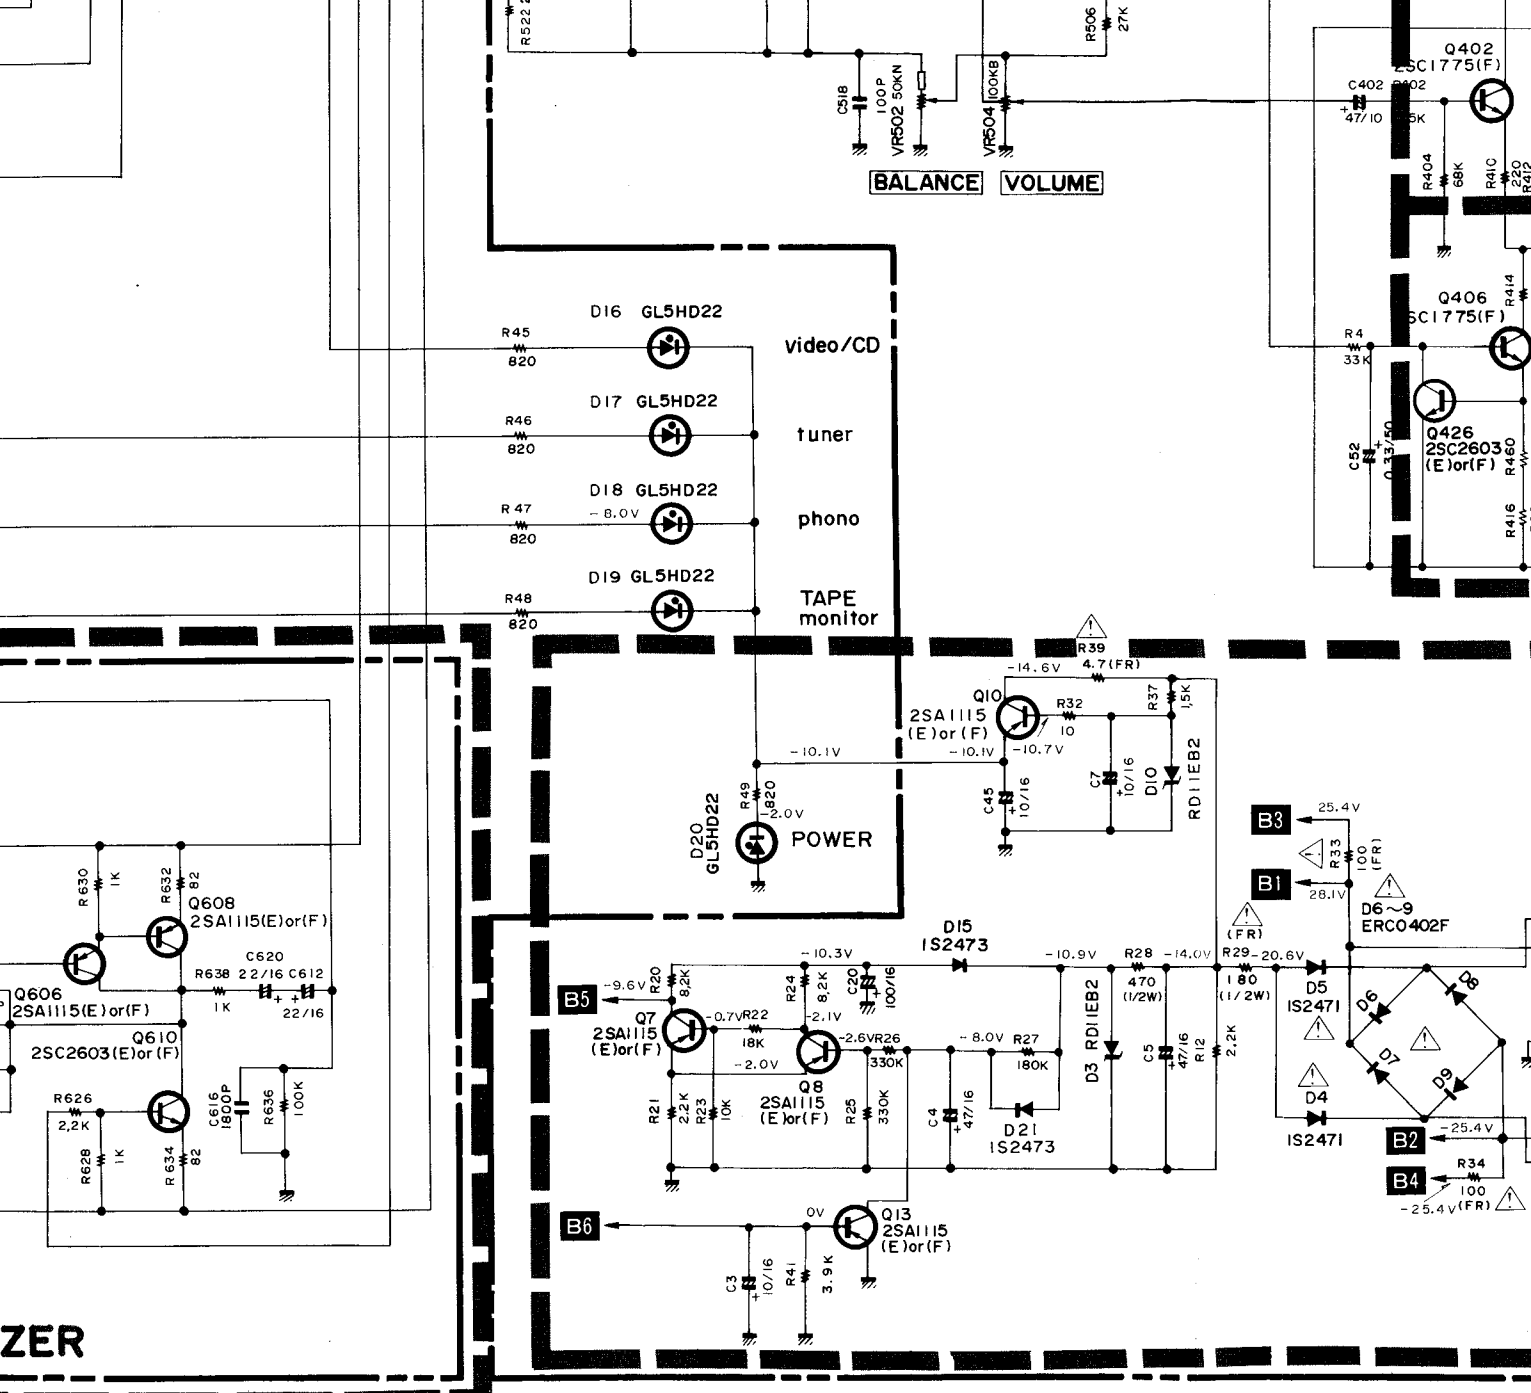 R522
C518
100P
VR502 50KN
VR504
100KB
R506
27K
BALANCE
VOLUME
Q402
2SC1775(F)
C402
+
47/10
R404
68K
R410
220
R412
D16 GL5HD22
R45
820
video/CD
D17 GL5HD22
R46
820
tuner
D18 GL5HD22
-8.0V
R47
820
phono
D19 GL5HD22
R48
820
TAPE
monitor
Q406
SC1775(F)
R414
R4
33K
C52
+
0.33/50
Q426
2SC2603
(E)or(F)
R460
R416
R39
4.7(FR)
-14.6V
Q10
2SA1115
(E)or(F)
R32
10
R37
1.5K
-10.7V
-10.1V
-10.1V
C45
+10/16
C7
+10/16
D10
RD11EB2
R49
820
-2.0V
D20
GL5HD22
POWER
B3
25.4V
R33
100
(FR)
B1
28.1V
D6~9
ERC0402F
R630
1K
R632
82
Q608
2SA1115(E)or(F)
C620
22/16
C612
R638
1K
+
+
22/16
Q606
2SA1115(E)or(F)
Q610
2SC2603(E)or(F)
R626
2.2K
R628
1K
R634
82
C616
1800P
R636
100K
D15
1S2473
-10.3V
-10.9V
R28
470
(1/2W)
-14.0V
(FR)
R29
180
(1/2W)
-20.6V
D5
1S2471
D6
D8
D7
D9
B5
-9.6V
R20
8.2K
R24
8.2K
C20
+
100/16
Q7
2SA1115
(E)or(F)
-0.7V
R22
18K
-2.1V
-2.0V
Q8
2SA1115
(E)or(F)
-2.6V
R26
330K
-8.0V
R27
180K
D3 RD11EB2
C5
+
47/16
R12
2.2K
R21
2.2K
R23
10K
R25
330K
C4
+
47/16
D21
1S2473
D4
1S2471
B2
-25.4V
B4
R34
100
(FR)
-25.4V
B6
0V
Q13
2SA1115
(E)or(F)
C3
+
10/16
R41
3.9K
ZER